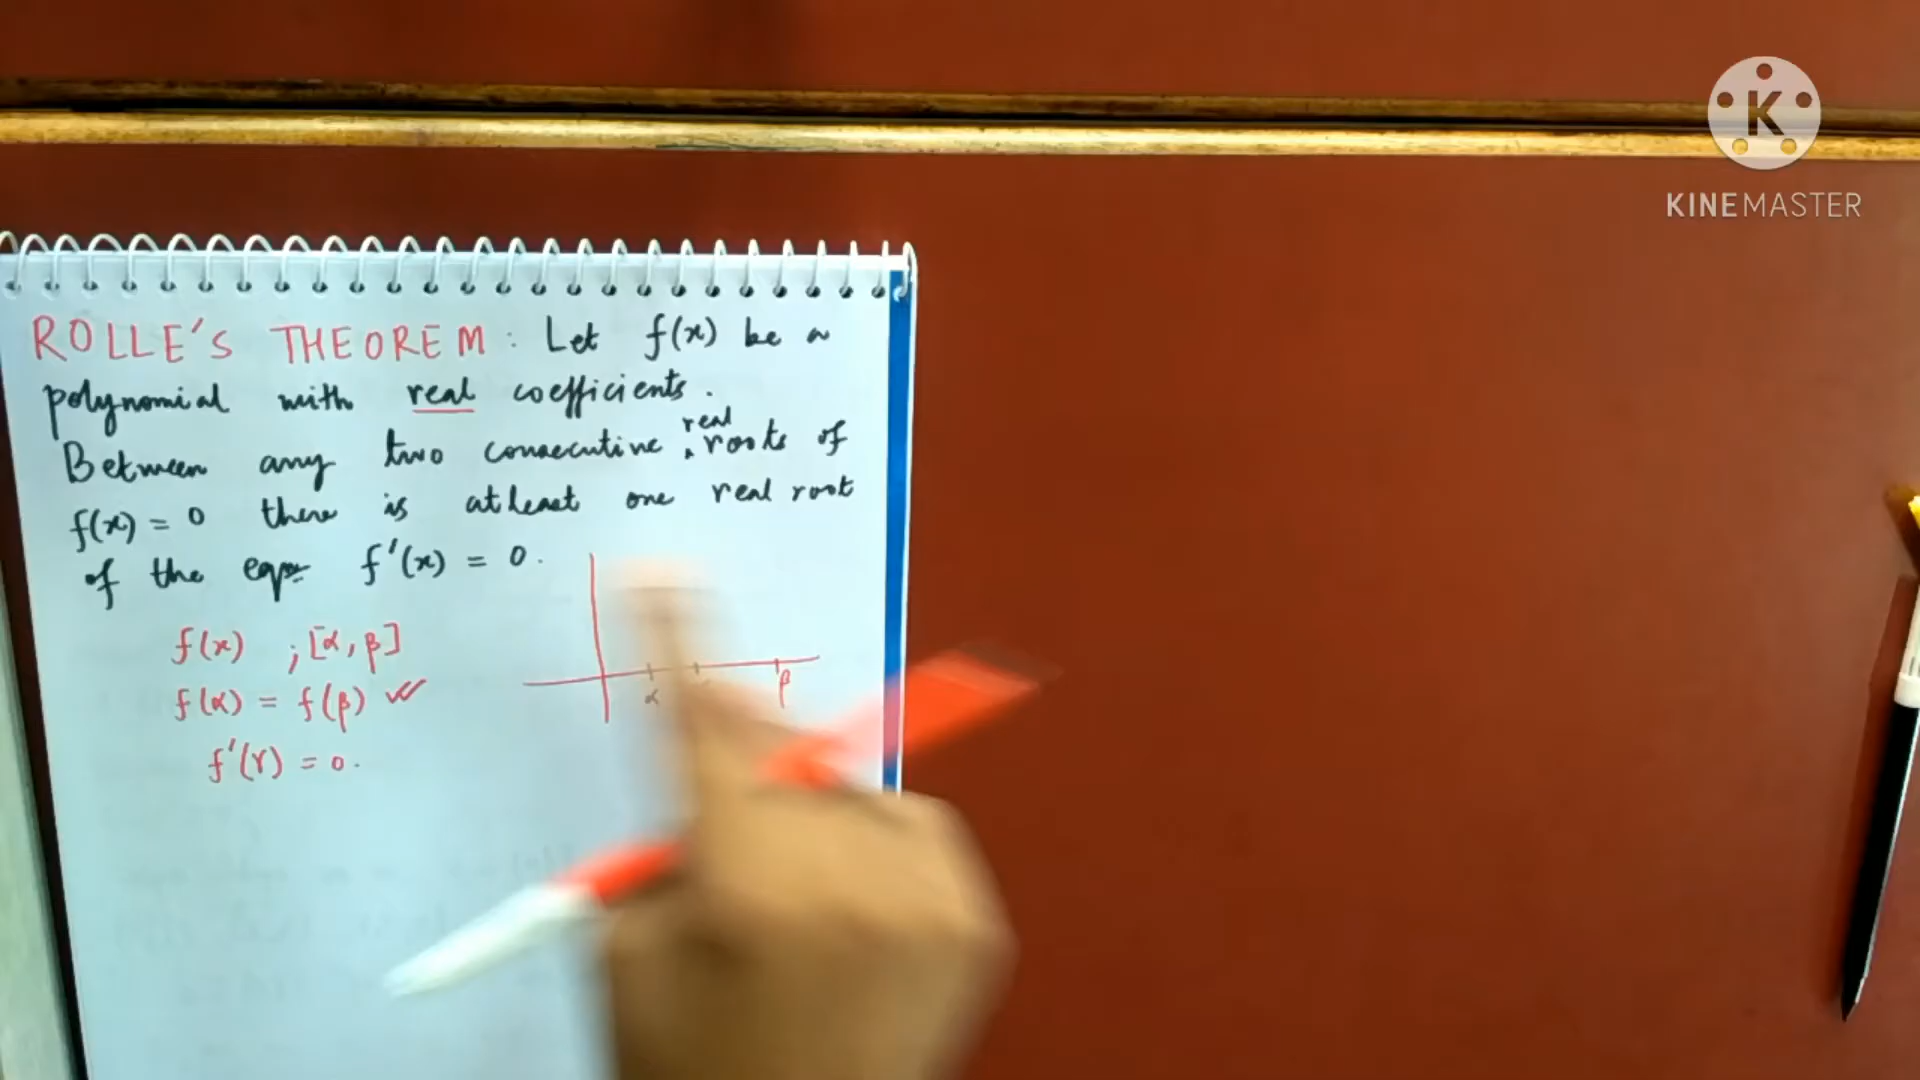 ROLLE'S THEOREM : Let f(x) be a
polynomial with real coefficients.
Between any two consecutive real roots of
f(x) = 0 there is atleast one real root
of the eqn f'(x) = 0.
f(x) ; [α, β]
f(α) = f(β) ✓
f'(γ) = 0.
α β
K
KINEMASTER